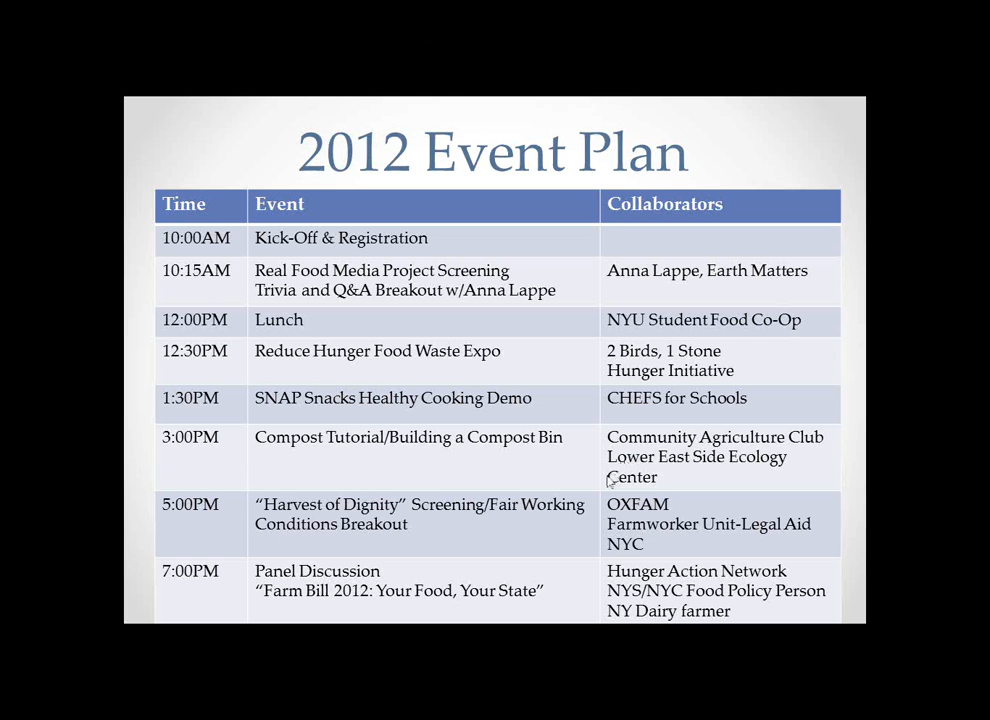 2012 Event Plan
Time Event Collaborators
10:00AM Kick-Off & Registration
10:15AM Real Food Media Project Screening Anna Lappe, Earth Matters
Trivia and Q&A Breakout w/Anna Lappe
12:00PM Lunch NYU Student Food Co-Op
12:30PM Reduce Hunger Food Waste Expo 2 Birds, 1 Stone
Hunger Initiative
1:30PM SNAP Snacks Healthy Cooking Demo CHEFS for Schools
3:00PM Compost Tutorial/Building a Compost Bin Community Agriculture Club
Lower East Side Ecology
Center
5:00PM “Harvest of Dignity” Screening/Fair Working OXFAM
Conditions Breakout Farmworker Unit-Legal Aid
NYC
7:00PM Panel Discussion Hunger Action Network
“Farm Bill 2012: Your Food, Your State” NYS/NYC Food Policy Person
NY Dairy farmer